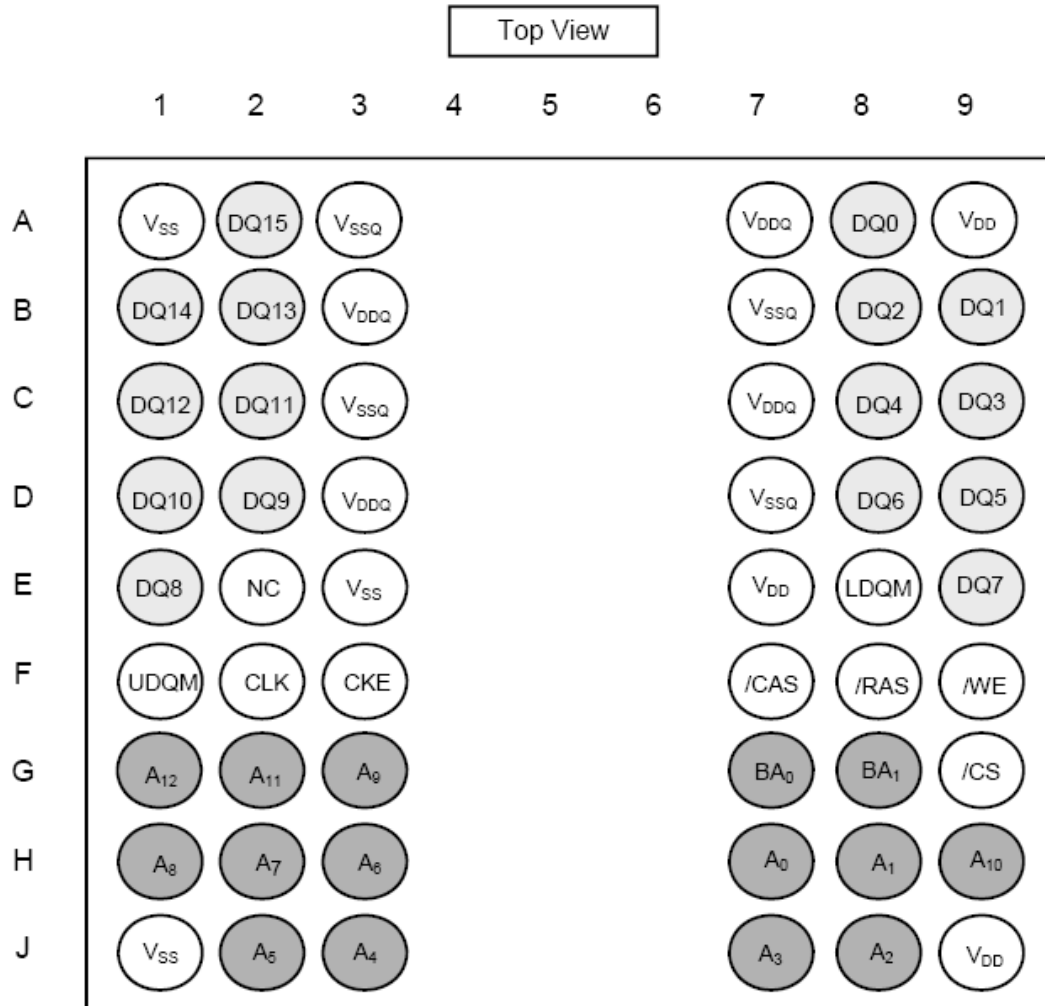 Top View
1 2 3 4 5 6 7 8 9
A VSS DQ15 VSSQ VDDQ DQ0 VDD
B DQ14 DQ13 VDDQ VSSQ DQ2 DQ1
C DQ12 DQ11 VSSQ VDDQ DQ4 DQ3
D DQ10 DQ9 VDDQ VSSQ DQ6 DQ5
E DQ8 NC VSS VDD LDQM DQ7
F UDQM CLK CKE /CAS /RAS /WE
G A12 A11 A9 BA0 BA1 /CS
H A8 A7 A6 A0 A1 A10
J VSS A5 A4 A3 A2 VDD